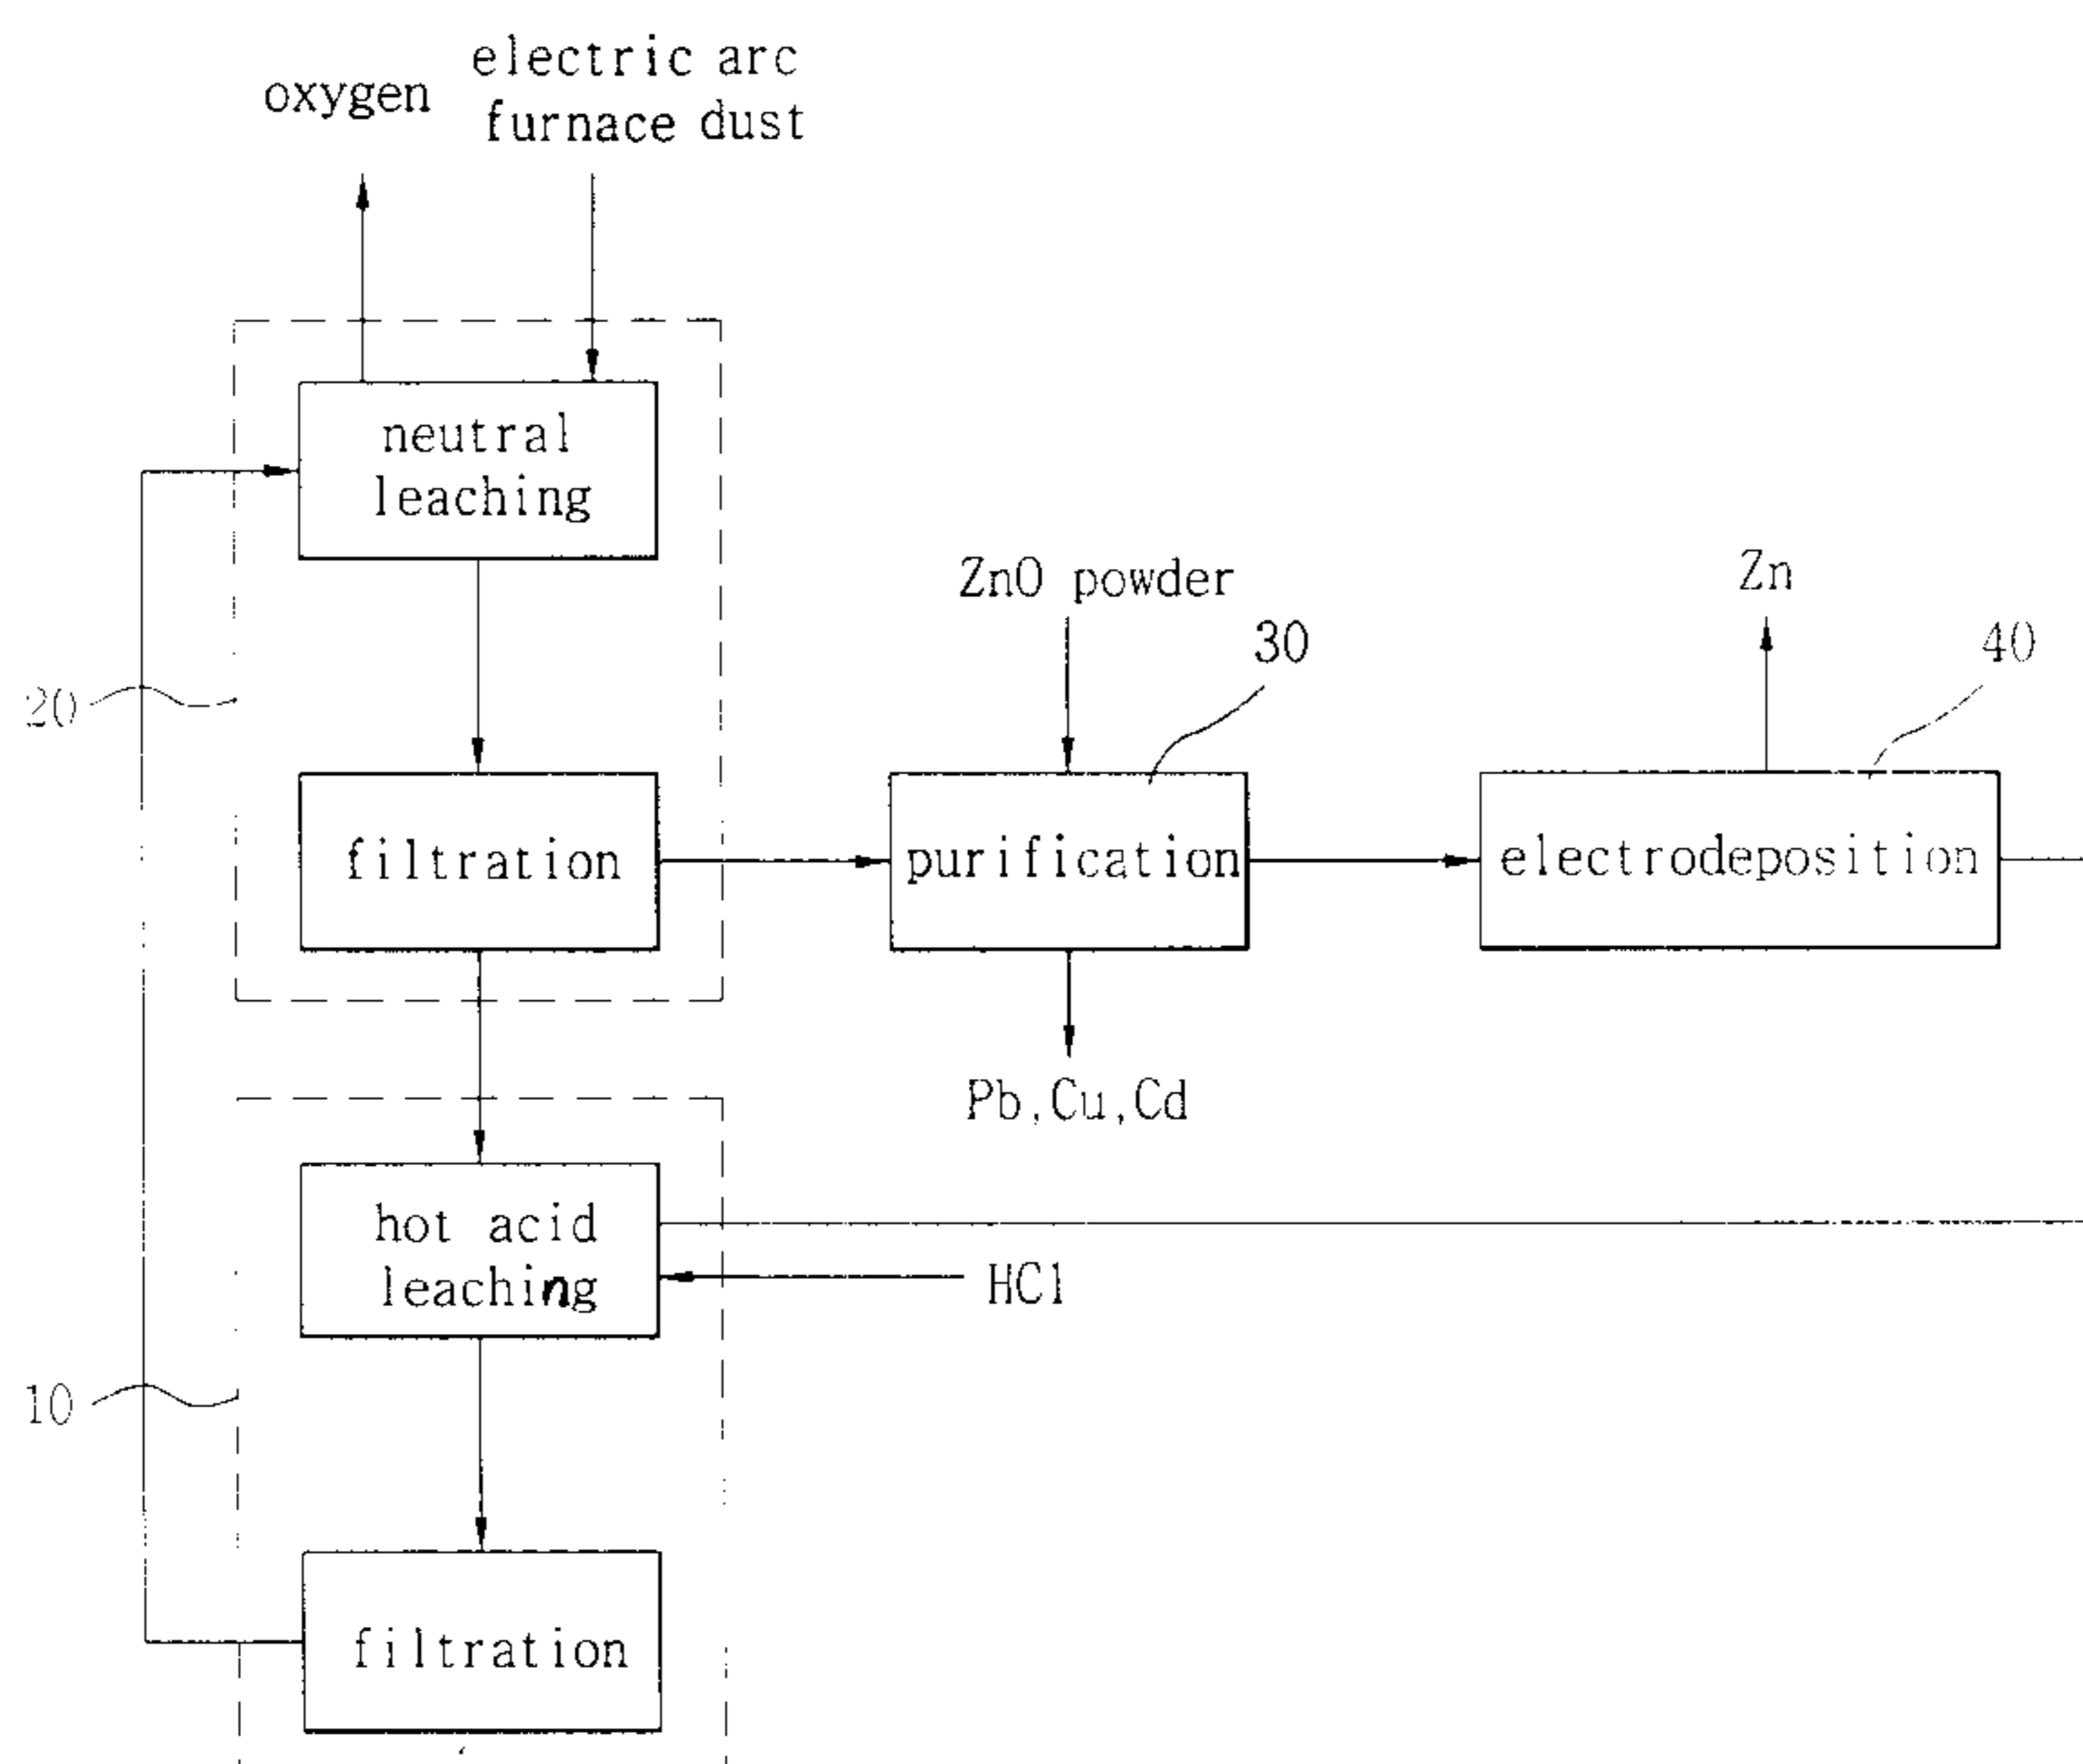 oxygen
electric arc
furnace dust
neutral
leaching
20
ZnO powder
30
Zn
40
filtration
purification
electrodeposition
Pb,Cu,Cd
hot acid
leaching
HCl
10
filtration